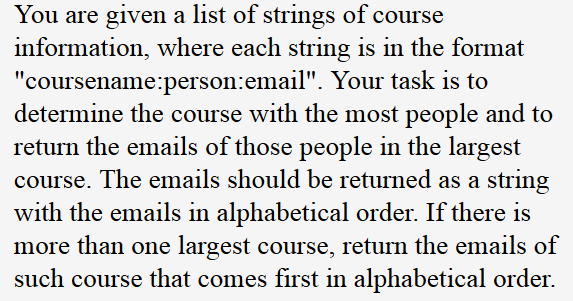 You are given a list of strings of course
information, where each string is in the format
"coursename:person:email". Your task is to
determine the course with the most people and to
return the emails of those people in the largest
course. The emails should be returned as a string
with the emails in alphabetical order. If there is
more than one largest course, return the emails of
such course that comes first in alphabetical order.